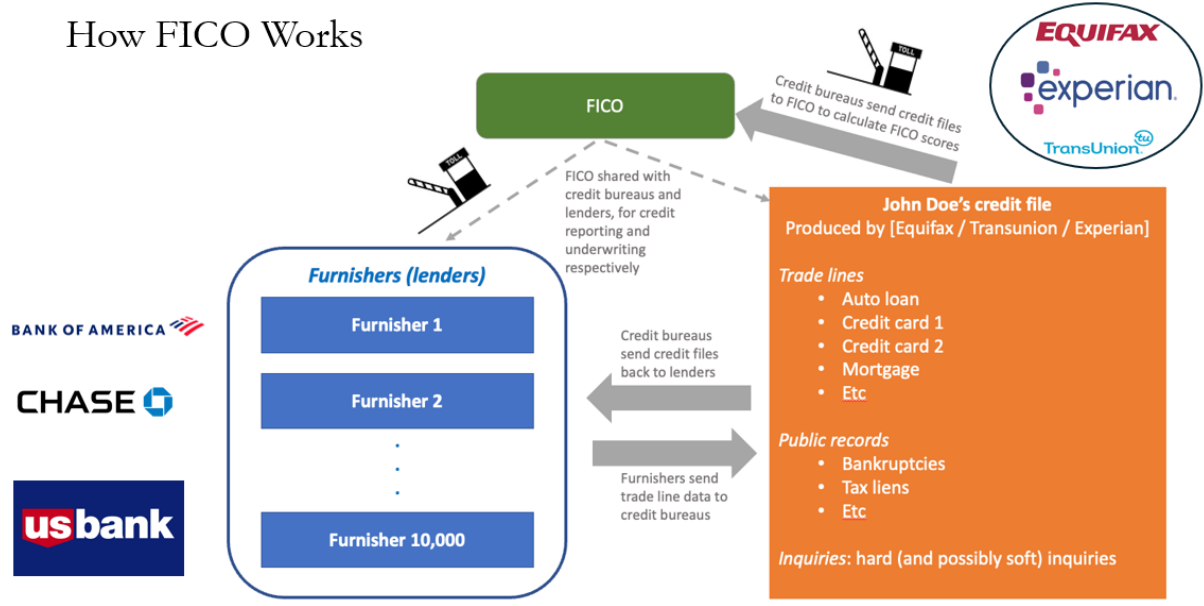 How FICO Works
EQUIFAX
experian.
TransUnion
tu
TOLL
Credit bureaus send credit files
to FICO to calculate FICO scores
FICO
TOLL
FICO shared with
credit bureaus and
lenders, for credit
reporting and
underwriting
respectively
John Doe's credit file
Produced by [Equifax / Transunion / Experian]
Trade lines
• Auto loan
• Credit card 1
• Credit card 2
• Mortgage
• Etc
Public records
• Bankruptcies
• Tax liens
• Etc
Inquiries: hard (and possibly soft) inquiries
Furnishers (lenders)
Furnisher 1
Furnisher 2
.
.
.
Furnisher 10,000
BANK OF AMERICA
CHASE
usbank
Credit bureaus
send credit files
back to lenders
Furnishers send
trade line data to
credit bureaus